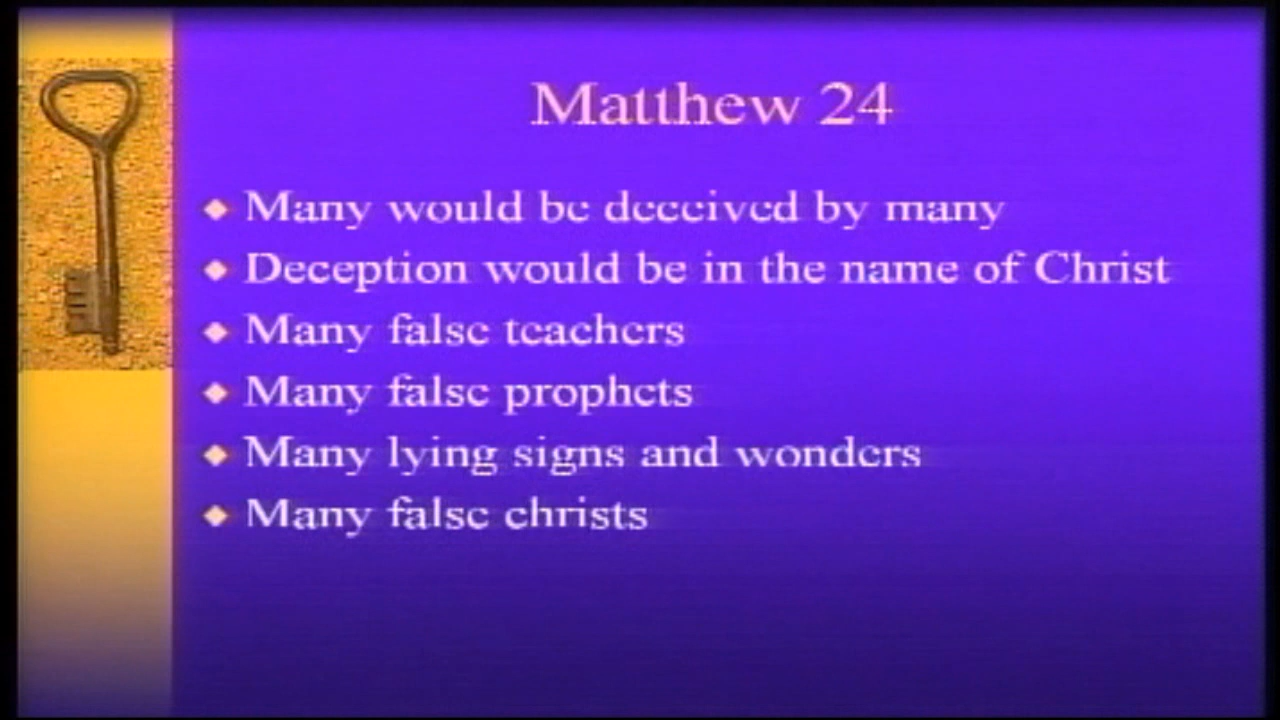 Matthew 24
Many would be deceived by many
Deception would be in the name of Christ
Many false teachers
Many false prophets
Many lying signs and wonders
Many false christs